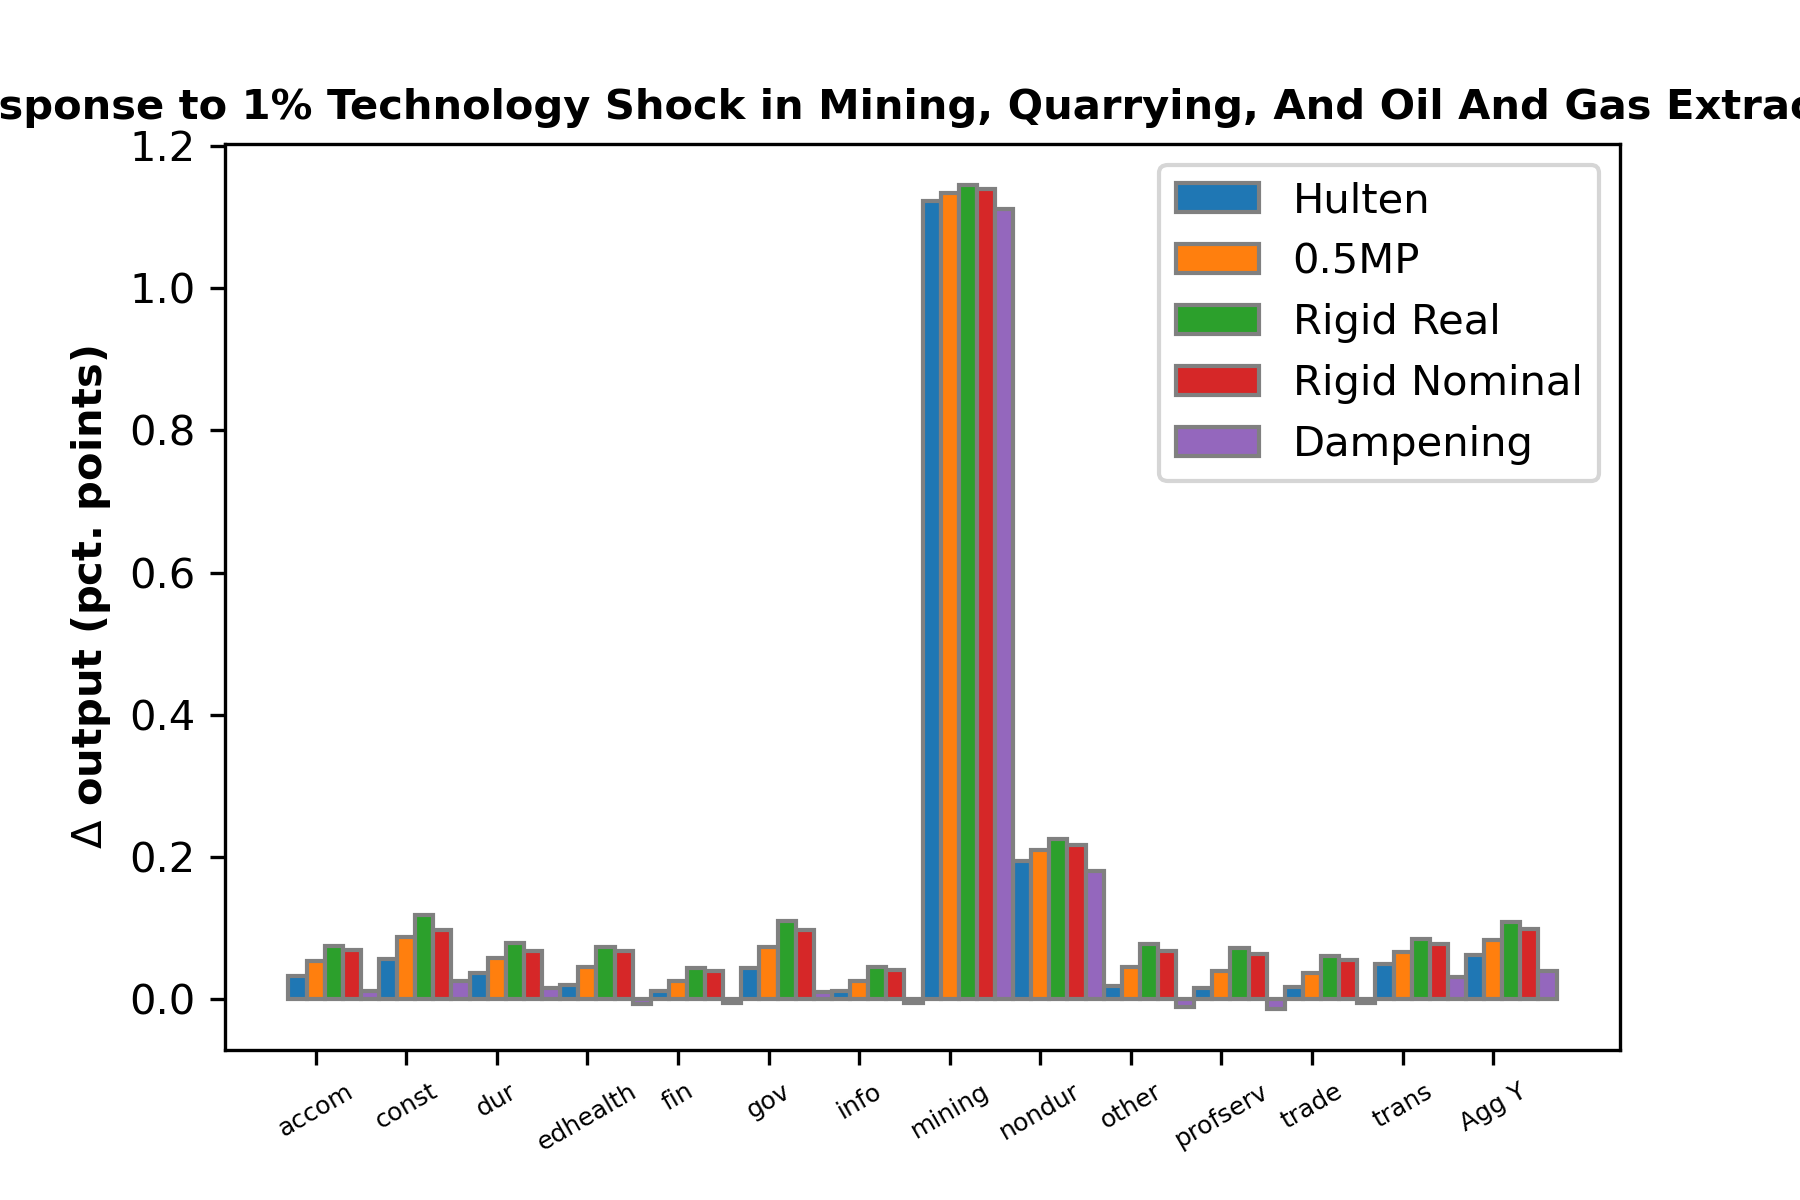 sponse to 1% Technology Shock in Mining, Quarrying, And Oil And Gas Extrac
1.2
1.0
0.8
0.6
0.4
0.2
0.0
Δ output (pct. points)
Hulten
0.5MP
Rigid Real
Rigid Nominal
Dampening
accom
const
dur
edhealth
fin
gov
info
mining
nondur
other
profserv
trade
trans
Agg Y